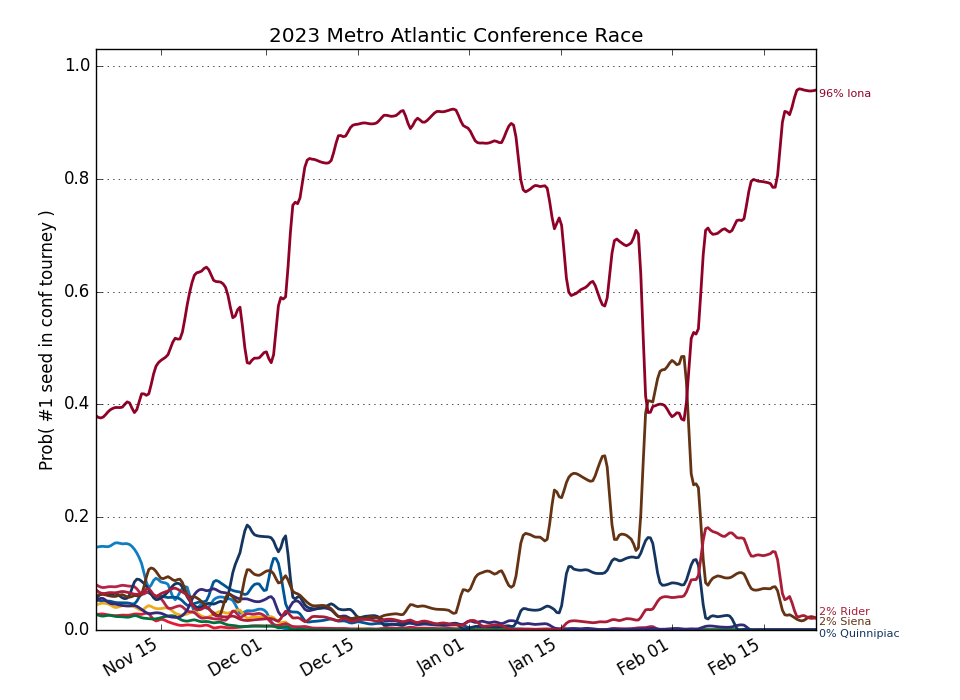 2023 Metro Atlantic Conference Race
Prob( #1 seed in conf tourney )
1.0
0.8
0.6
0.4
0.2
0.0
Nov 15
Dec 01
Dec 15
Jan 01
Jan 15
Feb 01
Feb 15
96% Iona
2% Rider
2% Siena
0% Quinnipiac